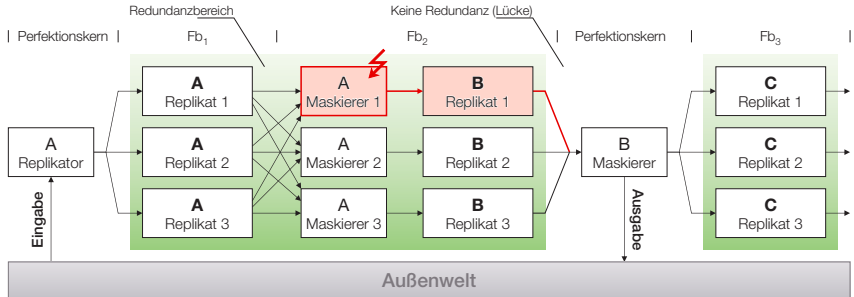 Redundanzbereich
Keine Redundanz (Lücke)
| Perfektionskern | Fb1 | Fb2 | Perfektionskern | Fb3 |
A
Replikator
A
Replikat 1
A
Replikat 2
A
Replikat 3
A
Maskierer 1
A
Maskierer 2
A
Maskierer 3
B
Replikat 1
B
Replikat 2
B
Replikat 3
B
Maskierer
C
Replikat 1
C
Replikat 2
C
Replikat 3
Eingabe
Ausgabe
Außenwelt